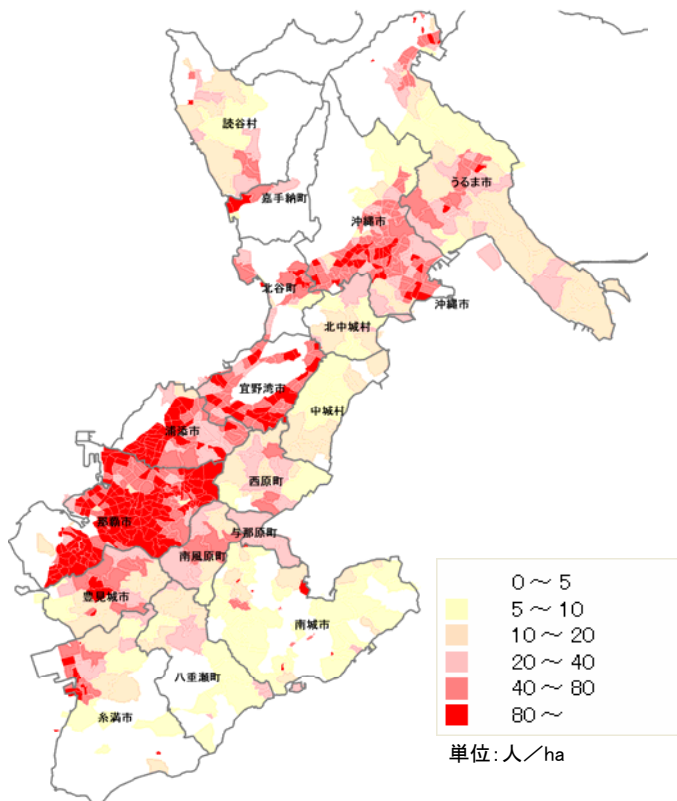 読谷村
うるま市
嘉手納町
沖縄市
北谷町
沖縄市
北中城村
宜野湾市
中城村
浦添市
西原町
那覇市
与那原町
南風原町
豊見城市
南城市
八重瀬町
糸満市
0～5
5～10
10～20
20～40
40～80
80～
単位：人／ha